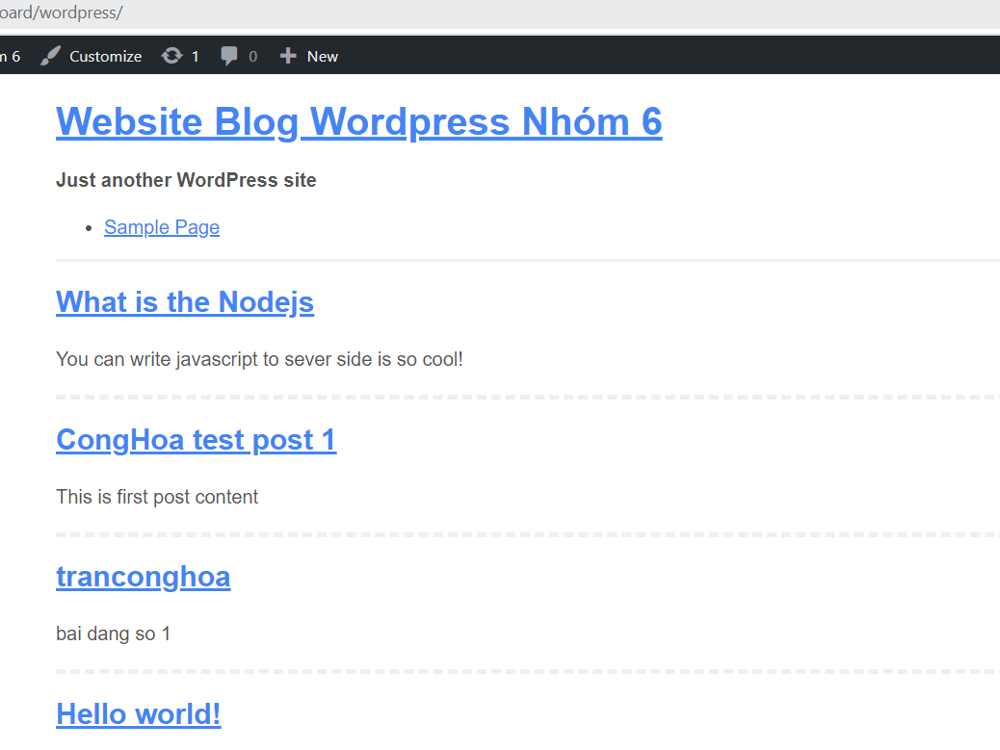 oard/wordpress/
m 6 Customize 1 0 New
Website Blog Wordpress Nhóm 6
Just another WordPress site
Sample Page
What is the Nodejs
You can write javascript to sever side is so cool!
CongHoa test post 1
This is first post content
tranconghoa
bai dang so 1
Hello world!